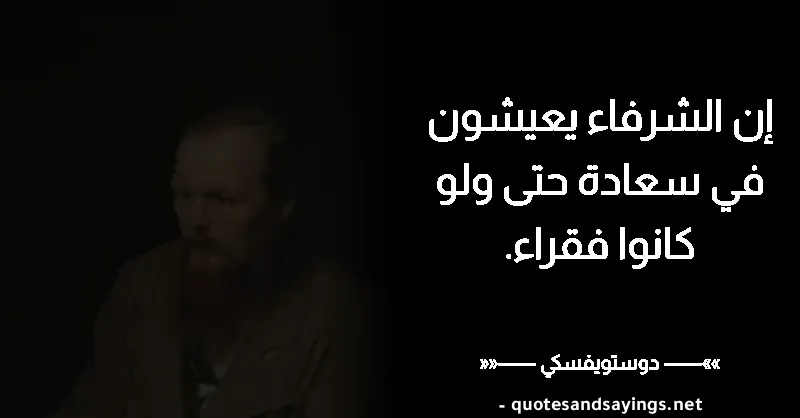 إن الشرفاء يعيشون
في سعادة حتى ولو
كانوا فقراء.
»»—— دوستويفسكي ——««
- quotesandsayings.net